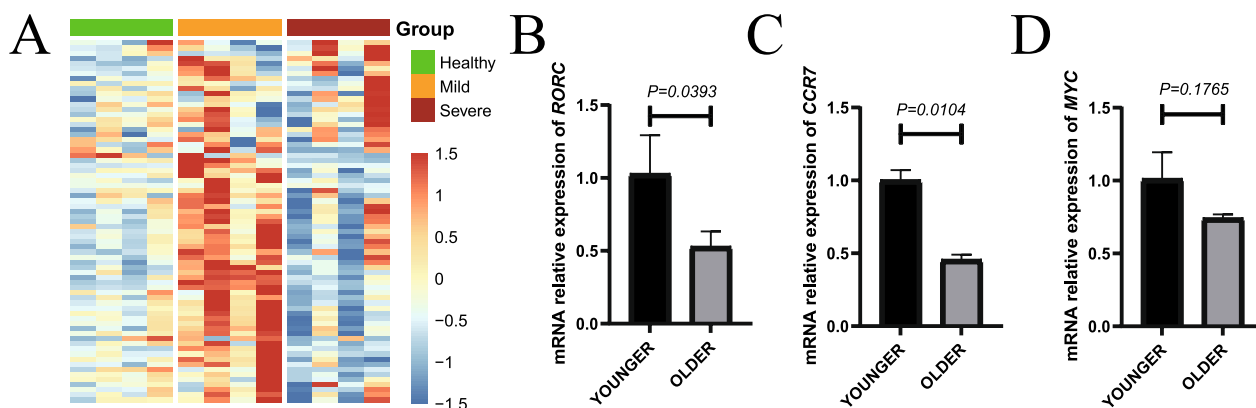 A
Group
Healthy
Mild
Severe
1.5
1
0.5
0
−0.5
−1
−1.5
B
mRNA relative expression of RORC
P=0.0393
1.5
1.0
0.5
0.0
YOUNGER
OLDER
C
mRNA relative expression of CCR7
P=0.0104
1.5
1.0
0.5
0.0
YOUNGER
OLDER
D
mRNA relative expression of MYC
P=0.1765
1.5
1.0
0.5
0.0
YOUNGER
OLDER